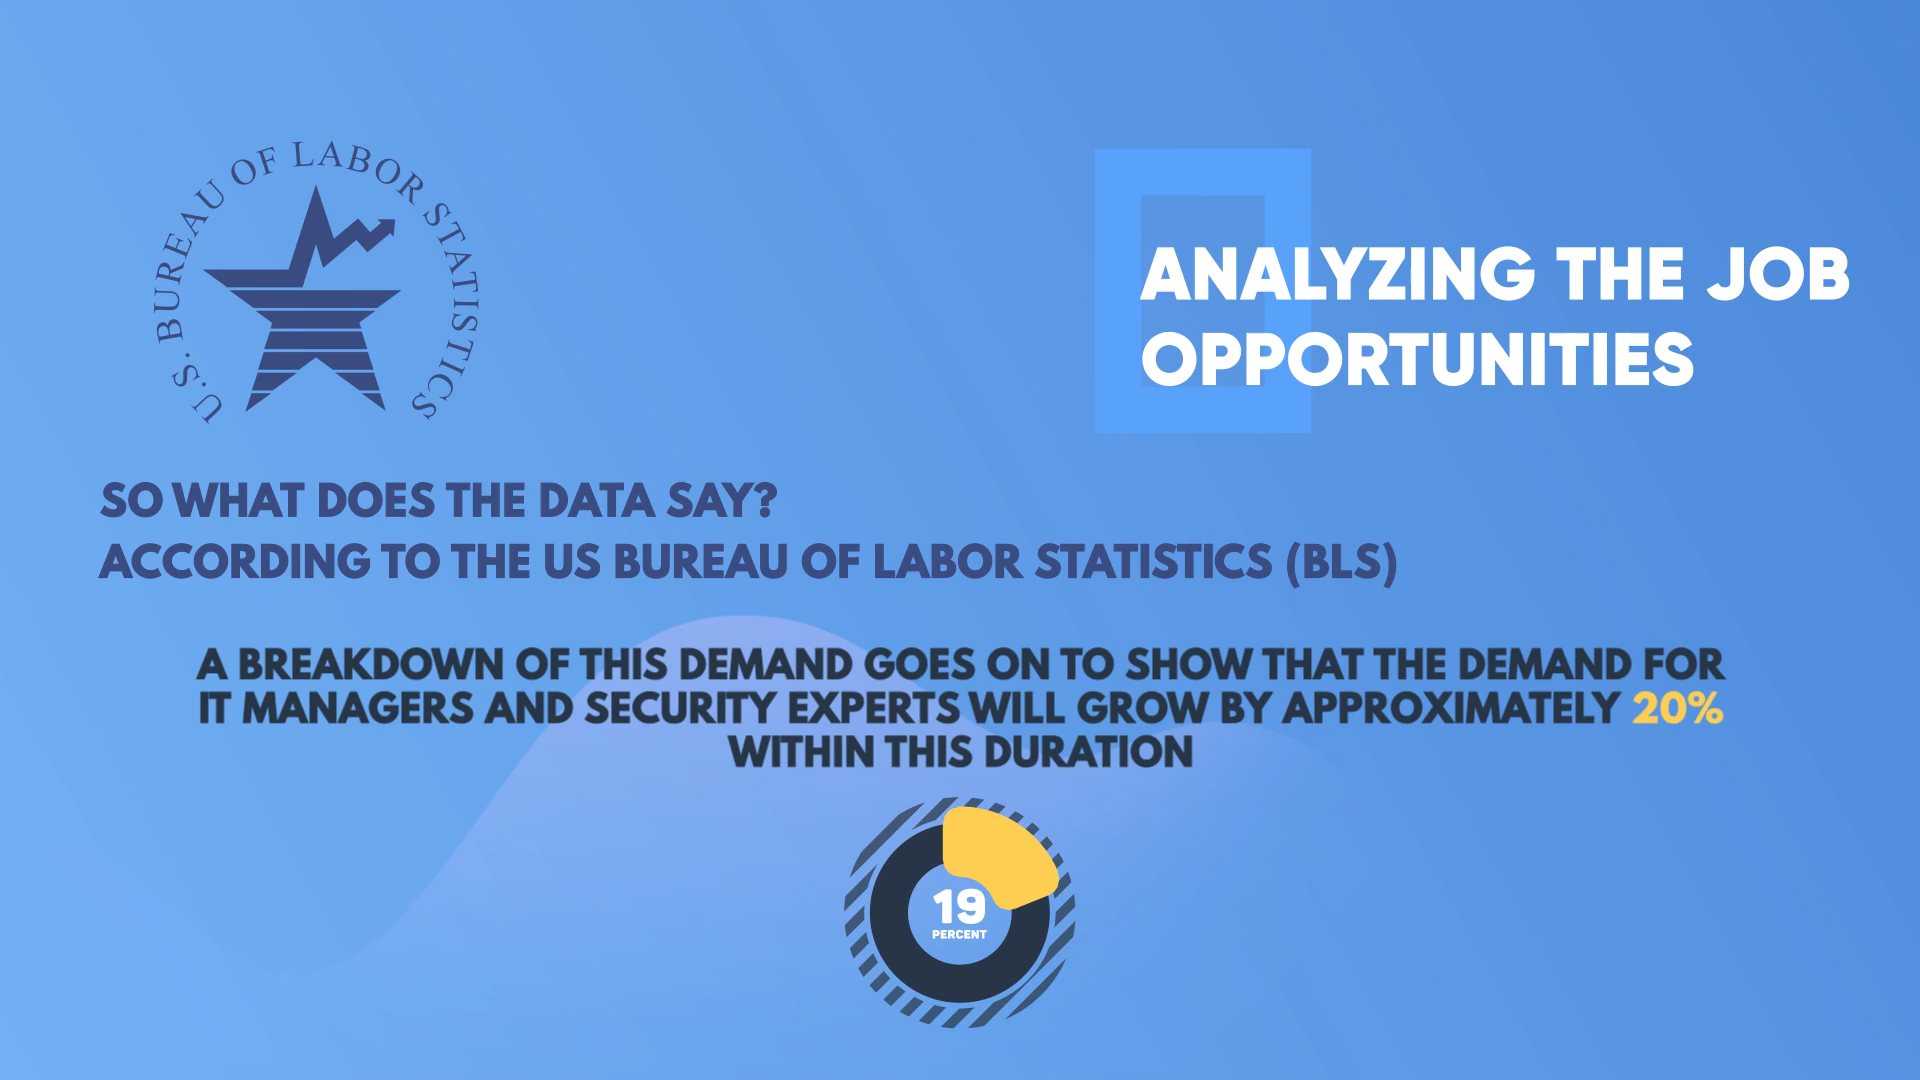 U.S. BUREAU OF LABOR STATISTICS
ANALYZING THE JOB
OPPORTUNITIES
SO WHAT DOES THE DATA SAY?
ACCORDING TO THE US BUREAU OF LABOR STATISTICS (BLS)
A BREAKDOWN OF THIS DEMAND GOES ON TO SHOW THAT THE DEMAND FOR
IT MANAGERS AND SECURITY EXPERTS WILL GROW BY APPROXIMATELY 20%
WITHIN THIS DURATION
19
PERCENT